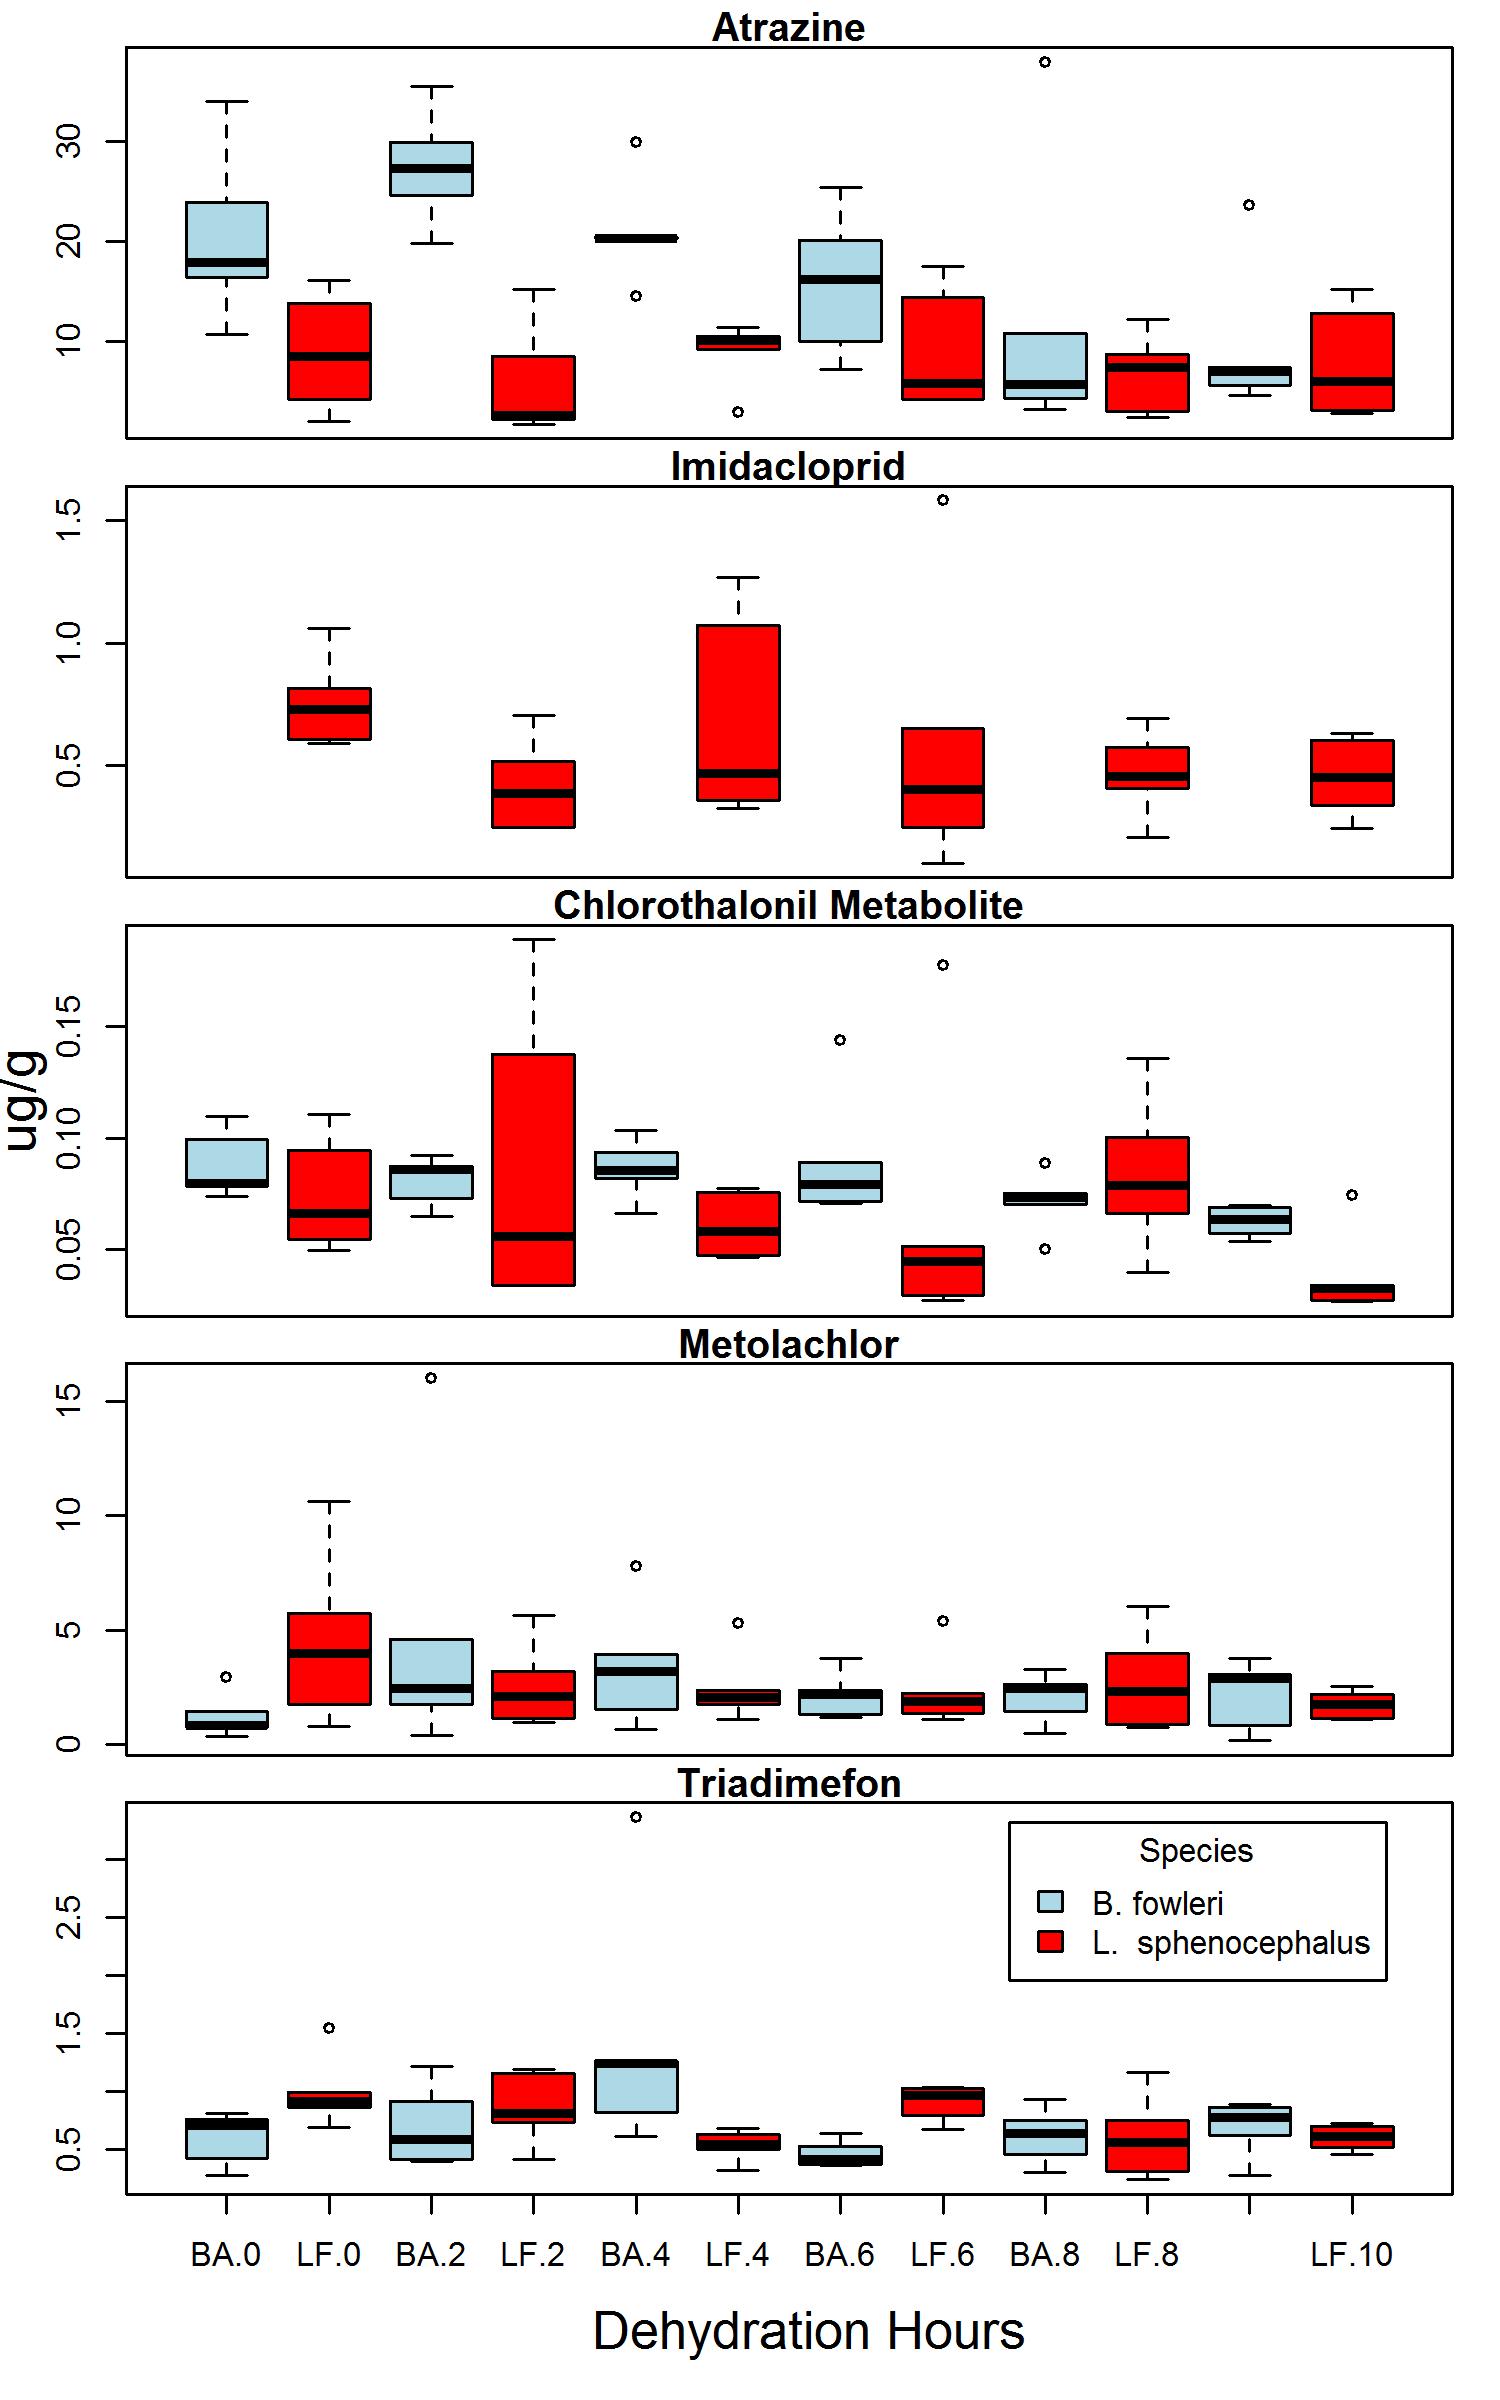 Atrazine
30
20
10
Imidacloprid
1.5
1.0
0.5
Chlorothalonil Metabolite
0.15
0.10
0.05
ug/g
Metolachlor
15
10
5
0
Triadimefon
2.5
1.5
0.5
Species
B. fowleri
L. sphenocephalus
BA.0 LF.0 BA.2 LF.2 BA.4 LF.4 BA.6 LF.6 BA.8 LF.8 LF.10
Dehydration Hours